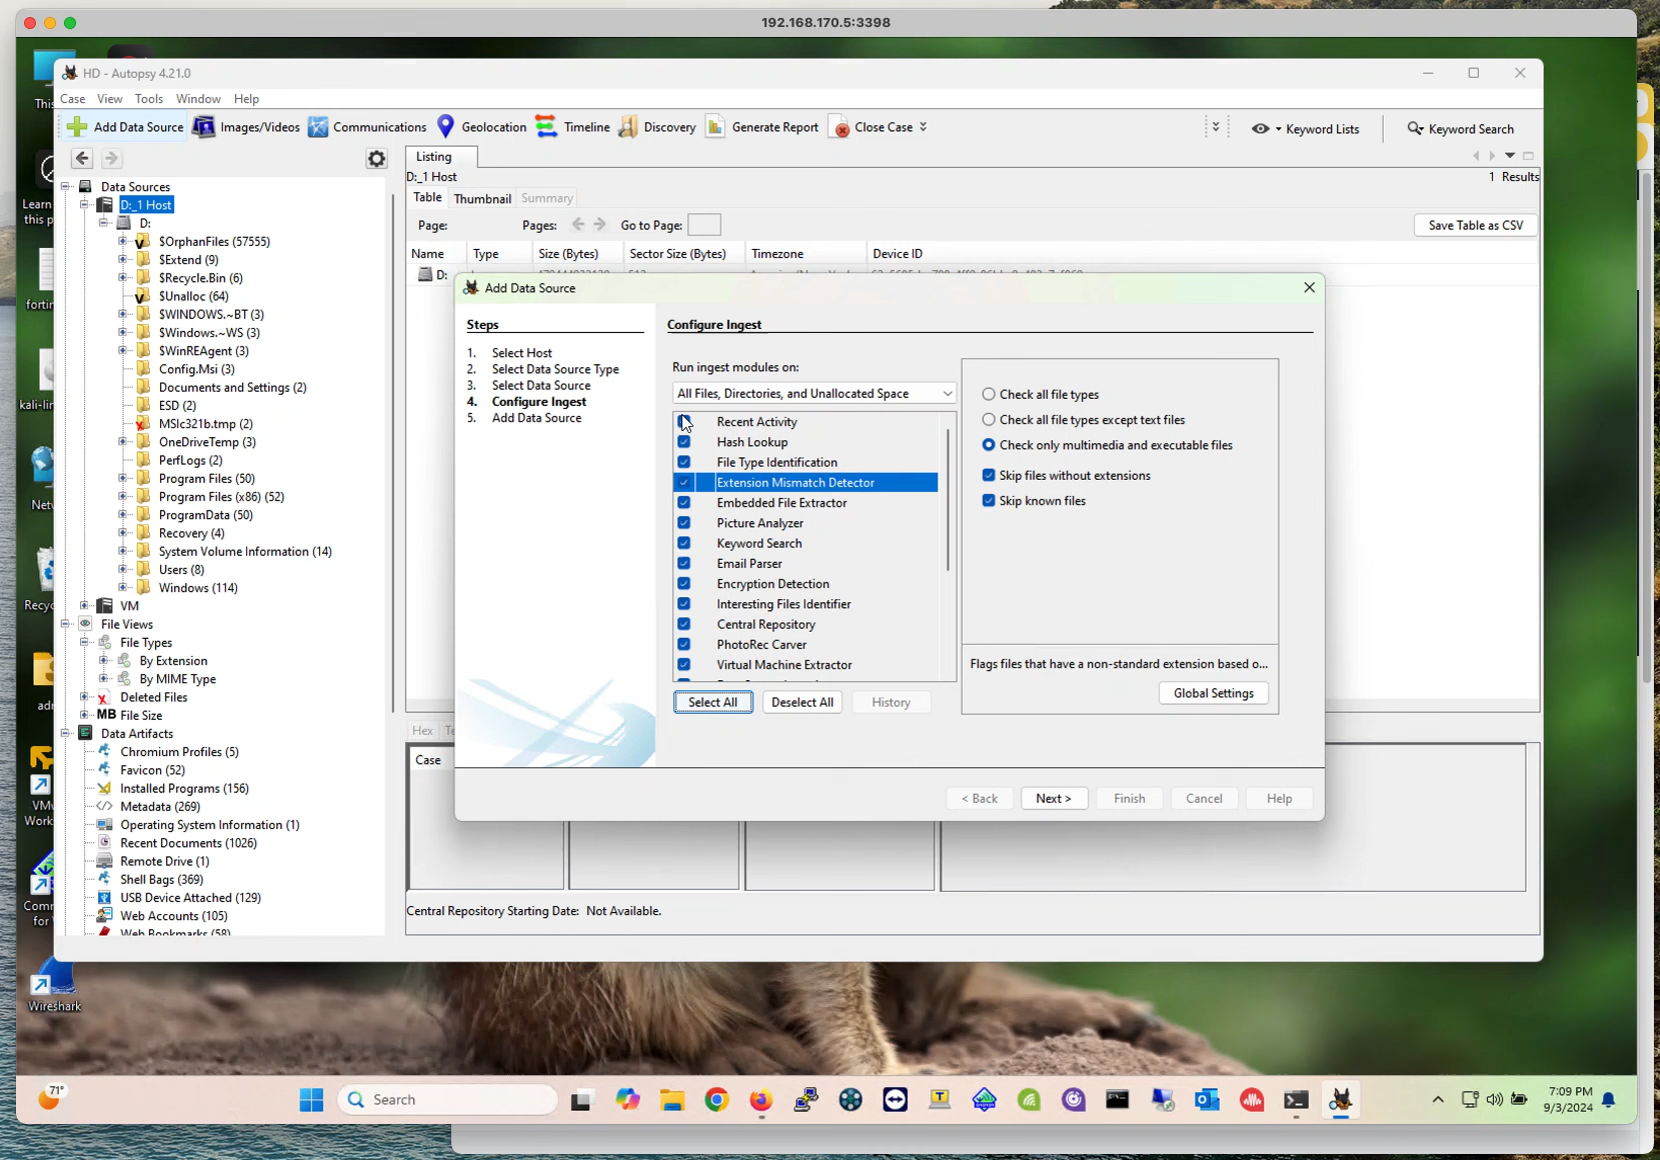 192.168.170.5:3398
HD - Autopsy 4.21.0
Case View Tools Window Help
Add Data Source Images/Videos Communications Geolocation Timeline Discovery Generate Report Close Case Keyword Lists Keyword Search
Listing
D:_1 Host 1 Results
Table Thumbnail Summary
Page: Pages: Go to Page: Save Table as CSV
Name Type Size (Bytes) Sector Size (Bytes) Timezone Device ID
D:
Data Sources
D:_1 Host
D:
$OrphanFiles (57555)
$Extend (9)
$Recycle.Bin (6)
$Unalloc (64)
$WINDOWS.~BT (3)
$Windows.~WS (3)
$WinREAgent (3)
Config.Msi (3)
Documents and Settings (2)
ESD (2)
MSIc321b.tmp (2)
OneDriveTemp (3)
PerfLogs (2)
Program Files (50)
Program Files (x86) (52)
ProgramData (50)
Recovery (4)
System Volume Information (14)
Users (8)
Windows (114)
VM
File Views
File Types
By Extension
By MIME Type
Deleted Files
MB File Size
Data Artifacts
Chromium Profiles (5)
Favicon (52)
Installed Programs (156)
Metadata (269)
Operating System Information (1)
Recent Documents (1026)
Remote Drive (1)
Shell Bags (369)
USB Device Attached (129)
Web Accounts (105)
Web Bookmarks (58)
Add Data Source
Steps
1. Select Host
2. Select Data Source Type
3. Select Data Source
4. Configure Ingest
5. Add Data Source
Configure Ingest
Run ingest modules on:
All Files, Directories, and Unallocated Space
Recent Activity
Hash Lookup
File Type Identification
Extension Mismatch Detector
Embedded File Extractor
Picture Analyzer
Keyword Search
Email Parser
Encryption Detection
Interesting Files Identifier
Central Repository
PhotoRec Carver
Virtual Machine Extractor
Select All Deselect All History
Check all file types
Check all file types except text files
Check only multimedia and executable files
Skip files without extensions
Skip known files
Flags files that have a non-standard extension based o...
Global Settings
< Back Next > Finish Cancel Help
Hex
Case
Central Repository Starting Date: Not Available.
Learn
this p
Wireshark
71°
Search
7:09 PM
9/3/2024